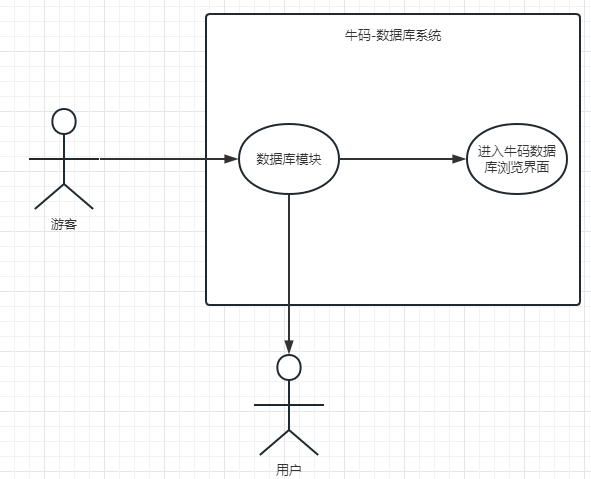 牛码-数据库系统
数据库模块
进入牛码数据
库浏览界面
游客
用户